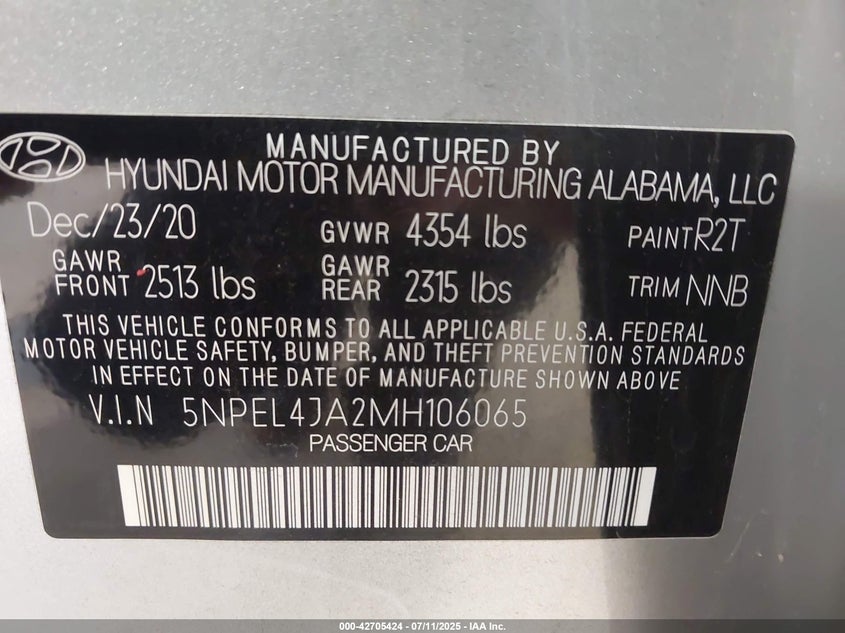 MANUFACTURED BY
HYUNDAI MOTOR MANUFACTURING ALABAMA, LLC
Dec/23/20 GVWR 4354 lbs PAINT R2T
GAWR FRONT 2513 lbs GAWR REAR 2315 lbs TRIM NNB
THIS VEHICLE CONFORMS TO ALL APPLICABLE U.S.A. FEDERAL
MOTOR VEHICLE SAFETY, BUMPER, AND THEFT PREVENTION STANDARDS
IN EFFECT ON THE DATE OF MANUFACTURE SHOWN ABOVE
V.I.N 5NPEL4JA2MH106065
PASSENGER CAR
000-42705424 - 07/11/2025 - IAA Inc.